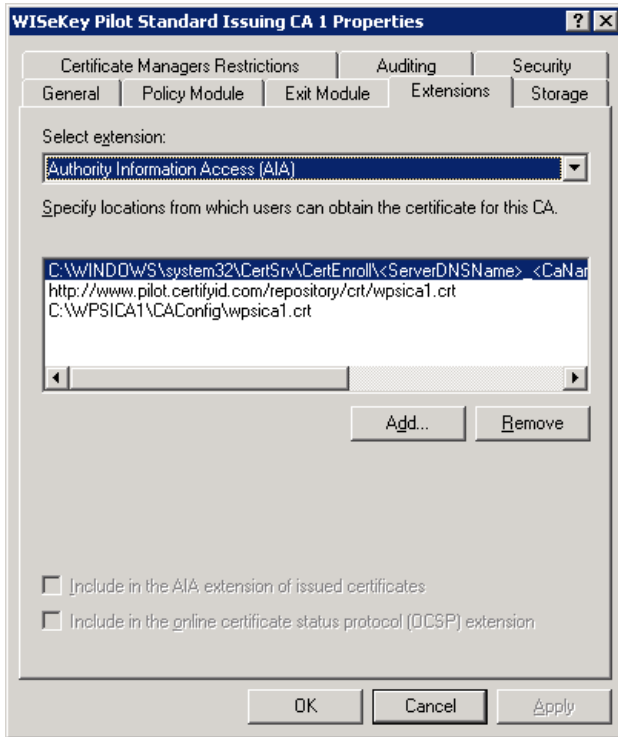 WISeKey Pilot Standard Issuing CA 1 Properties
Certificate Managers Restrictions Auditing Security
General Policy Module Exit Module Extensions Storage
Select extension:
Authority Information Access (AIA)
Specify locations from which users can obtain the certificate for this CA.
C:\WINDOWS\system32\CertSrv\CertEnroll\<ServerDNSName>_<CaNar
http://www.pilot.certifyid.com/repository/crt/wpsica1.crt
C:\WPSICA1\CAConfig\wpsica1.crt
Add... Remove
Include in the AIA extension of issued certificates
Include in the online certificate status protocol (OCSP) extension
OK Cancel Apply